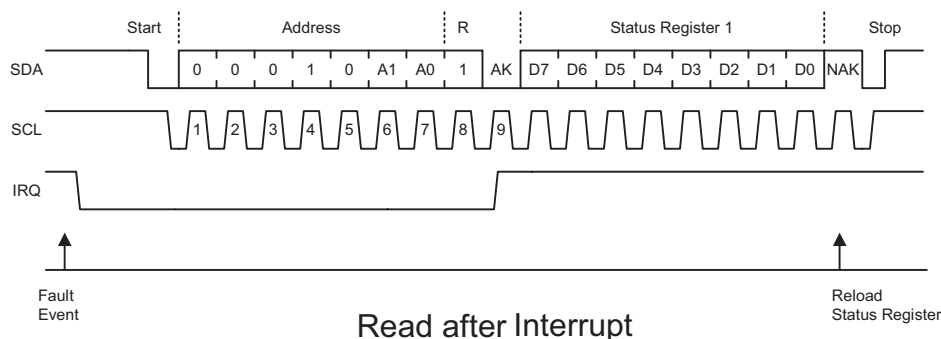 Start Address R Status Register 1 Stop
SDA 0 0 0 1 0 A1 A0 1 AK D7 D6 D5 D4 D3 D2 D1 D0 NAK
SCL 1 2 3 4 5 6 7 8 9
IRQ
Fault
Event
Reload
Status Register
Read after Interrupt